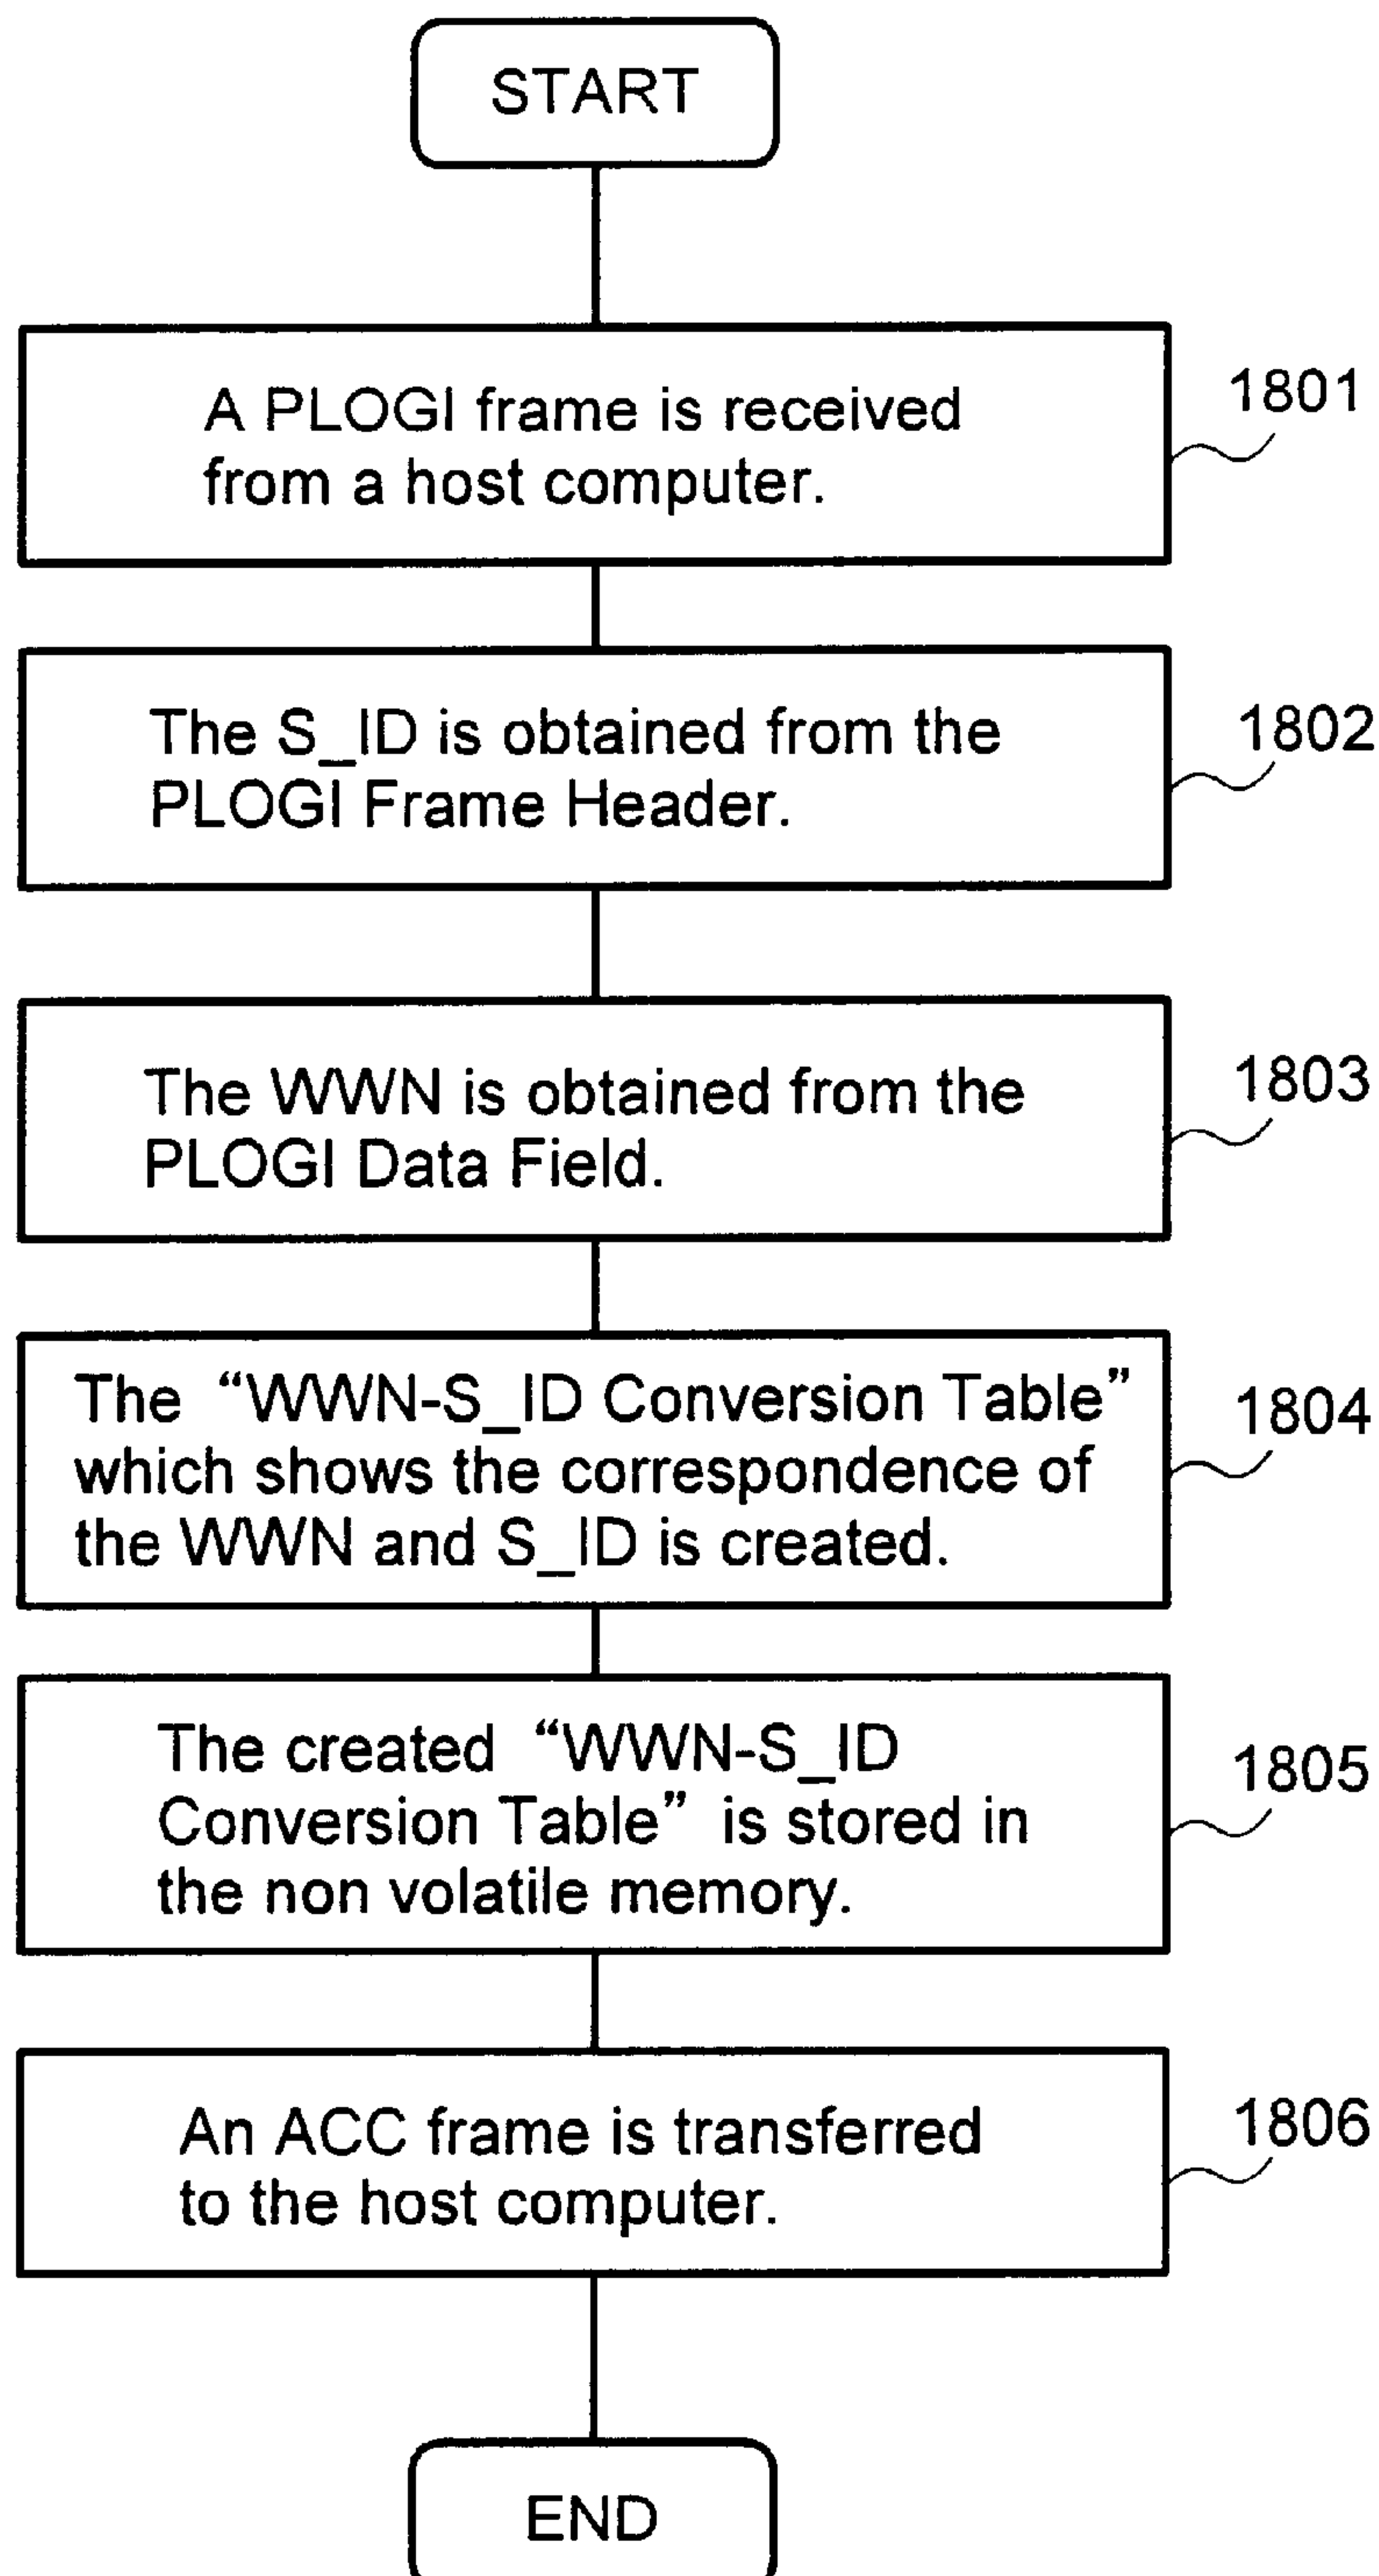 START
A PLOGI frame is received
from a host computer.
1801
The S_ID is obtained from the
PLOGI Frame Header.
1802
The WWN is obtained from the
PLOGI Data Field.
1803
The “WWN-S_ID Conversion Table”
which shows the correspondence of
the WWN and S_ID is created.
1804
The created “WWN-S_ID
Conversion Table” is stored in
the non volatile memory.
1805
An ACC frame is transferred
to the host computer.
1806
END